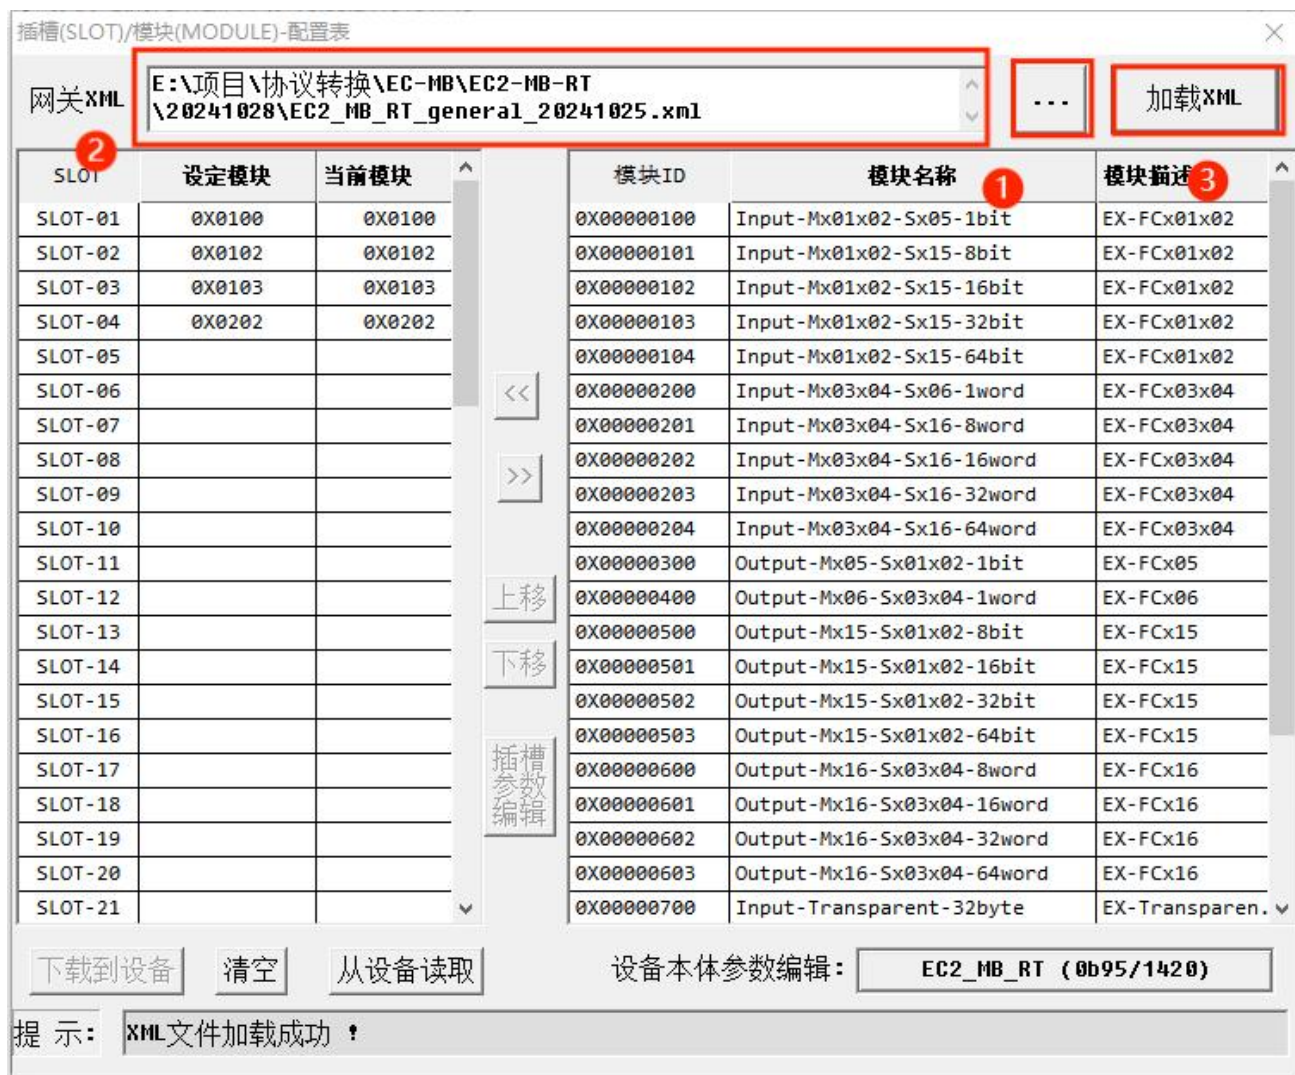 插槽(SLOT)/模块(MODULE)-配置表
网关XML
E:\项目\协议转换\EC-MB\EC2-MB-RT
\20241028\EC2_MB_RT_general_20241025.xml
...
加载XML
2
1
3
SLOT 设定模块 当前模块
SLOT-01 0X0100 0X0100
SLOT-02 0X0102 0X0102
SLOT-03 0X0103 0X0103
SLOT-04 0X0202 0X0202
SLOT-05
SLOT-06
SLOT-07
SLOT-08
SLOT-09
SLOT-10
SLOT-11
SLOT-12
SLOT-13
SLOT-14
SLOT-15
SLOT-16
SLOT-17
SLOT-18
SLOT-19
SLOT-20
SLOT-21
<<
>>
上移
下移
插槽
参数
编辑
模块ID 模块名称 模块描述
0X00000100 Input-Mx01x02-Sx05-1bit EX-FCx01x02
0X00000101 Input-Mx01x02-Sx15-8bit EX-FCx01x02
0X00000102 Input-Mx01x02-Sx15-16bit EX-FCx01x02
0X00000103 Input-Mx01x02-Sx15-32bit EX-FCx01x02
0X00000104 Input-Mx01x02-Sx15-64bit EX-FCx01x02
0X00000200 Input-Mx03x04-Sx06-1word EX-FCx03x04
0X00000201 Input-Mx03x04-Sx16-8word EX-FCx03x04
0X00000202 Input-Mx03x04-Sx16-16word EX-FCx03x04
0X00000203 Input-Mx03x04-Sx16-32word EX-FCx03x04
0X00000204 Input-Mx03x04-Sx16-64word EX-FCx03x04
0X00000300 Output-Mx05-Sx01x02-1bit EX-FCx05
0X00000400 Output-Mx06-Sx03x04-1word EX-FCx06
0X00000500 Output-Mx15-Sx01x02-8bit EX-FCx15
0X00000501 Output-Mx15-Sx01x02-16bit EX-FCx15
0X00000502 Output-Mx15-Sx01x02-32bit EX-FCx15
0X00000503 Output-Mx15-Sx01x02-64bit EX-FCx15
0X00000600 Output-Mx16-Sx03x04-8word EX-FCx16
0X00000601 Output-Mx16-Sx03x04-16word EX-FCx16
0X00000602 Output-Mx16-Sx03x04-32word EX-FCx16
0X00000603 Output-Mx16-Sx03x04-64word EX-FCx16
0X00000700 Input-Transparent-32byte EX-Transparen.
下载到设备 清空 从设备读取
设备本体参数编辑: EC2_MB_RT (0b95/1420)
提 示: XML文件加载成功 !